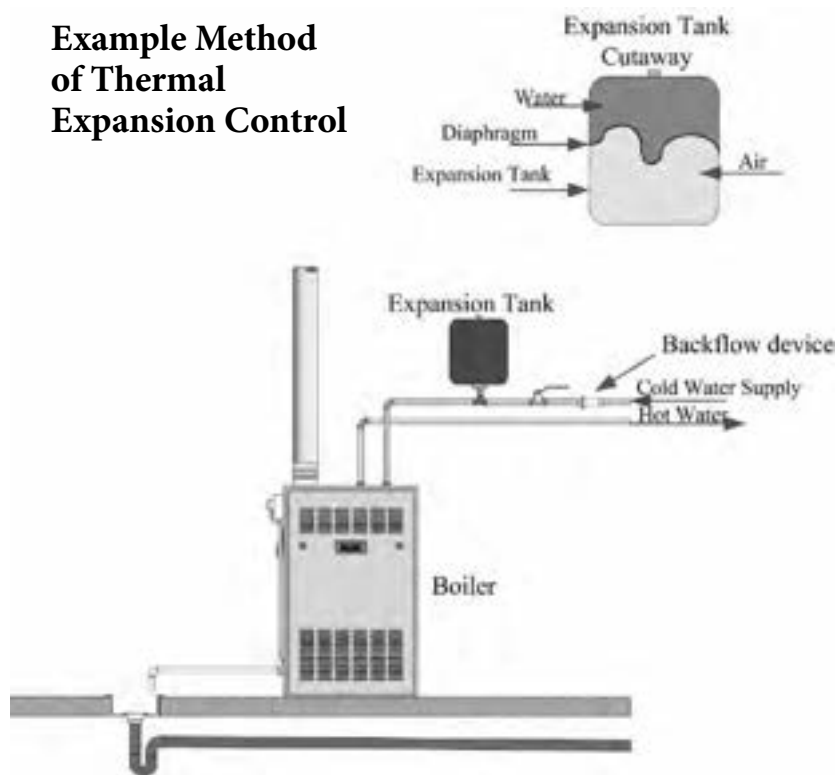 Example Method
of Thermal
Expansion Control
Expansion Tank
Cutaway
Water
Diaphragm
Air
Expansion Tank
Expansion Tank
Backflow device
Cold Water Supply
Hot Water
Boiler